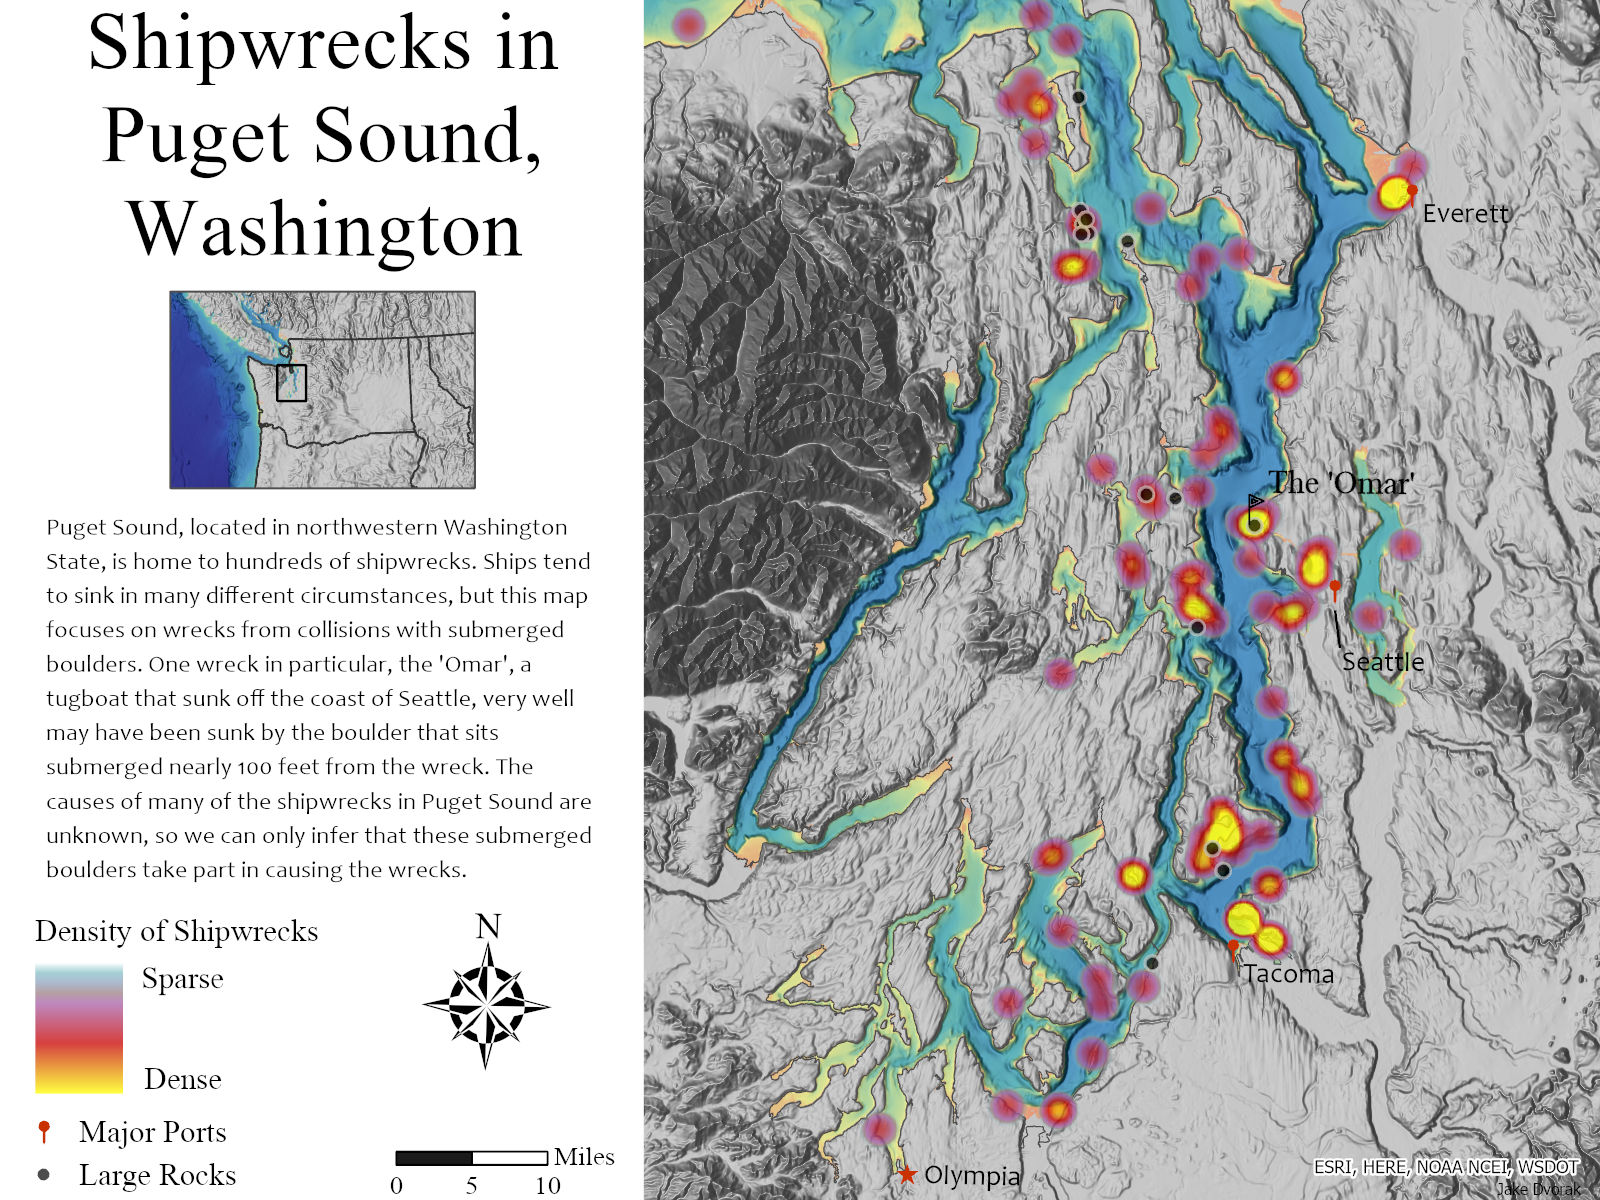 Shipwrecks in
Puget Sound,
Washington
Puget Sound, located in northwestern Washington
State, is home to hundreds of shipwrecks. Ships tend
to sink in many different circumstances, but this map
focuses on wrecks from collisions with submerged
boulders. One wreck in particular, the 'Omar', a
tugboat that sunk off the coast of Seattle, very well
may have been sunk by the boulder that sits
submerged nearly 100 feet from the wreck. The
causes of many of the shipwrecks in Puget Sound are
unknown, so we can only infer that these submerged
boulders take part in causing the wrecks.
Density of Shipwrecks
Sparse
Dense
Major Ports
Large Rocks
N
Miles
0 5 10
Everett
The 'Omar'
Seattle
Tacoma
Olympia
ESRI, HERE, NOAA NCEI, WSDOT
Jake Dvorak